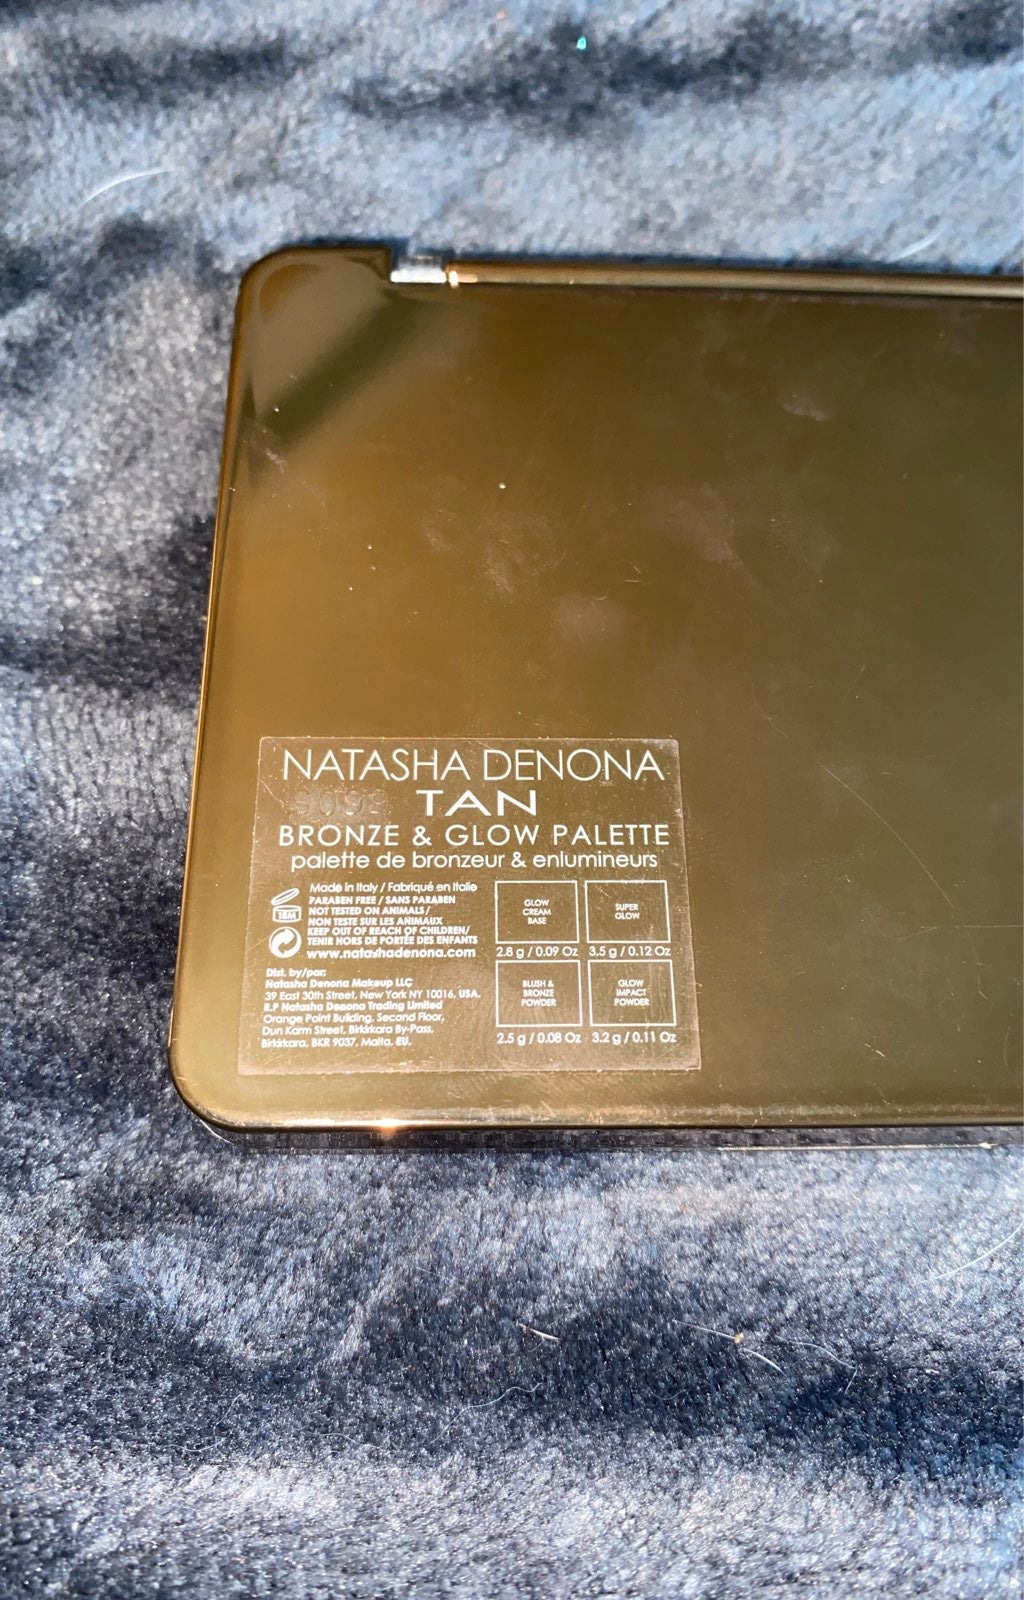 NATASHA DENONA
TAN
BRONZE & GLOW PALETTE
palette de bronzeur & enlumineurs
Made in Italy / Fabriqué en Italie
PARABEN FREE / SANS PARABEN
NOT TESTED ON ANIMALS /
NON TESTE SUR LES ANIMAUX
KEEP OUT OF REACH OF CHILDREN/
TENIR HORS DE PORTÉE DES ENFANTS
www.natashadenona.com
18M
Dist. by/par:
Natasha Denona Makeup LLC
39 East 30th Street, New York NY 10016, USA.
R.P Natasha Denona Trading Limited
Orange Point Building, Second Floor,
Dun Karm Street, Birkirkara By-Pass,
Birkirkara, BKR 9037, Malta, EU.
GLOW
CREAM
BASE
2.8 g / 0.09 Oz
SUPER
GLOW
3.5 g / 0.12 Oz
BLUSH &
BRONZE
POWDER
2.5 g / 0.08 Oz
GLOW
IMPACT
POWDER
3.2 g / 0.11 Oz